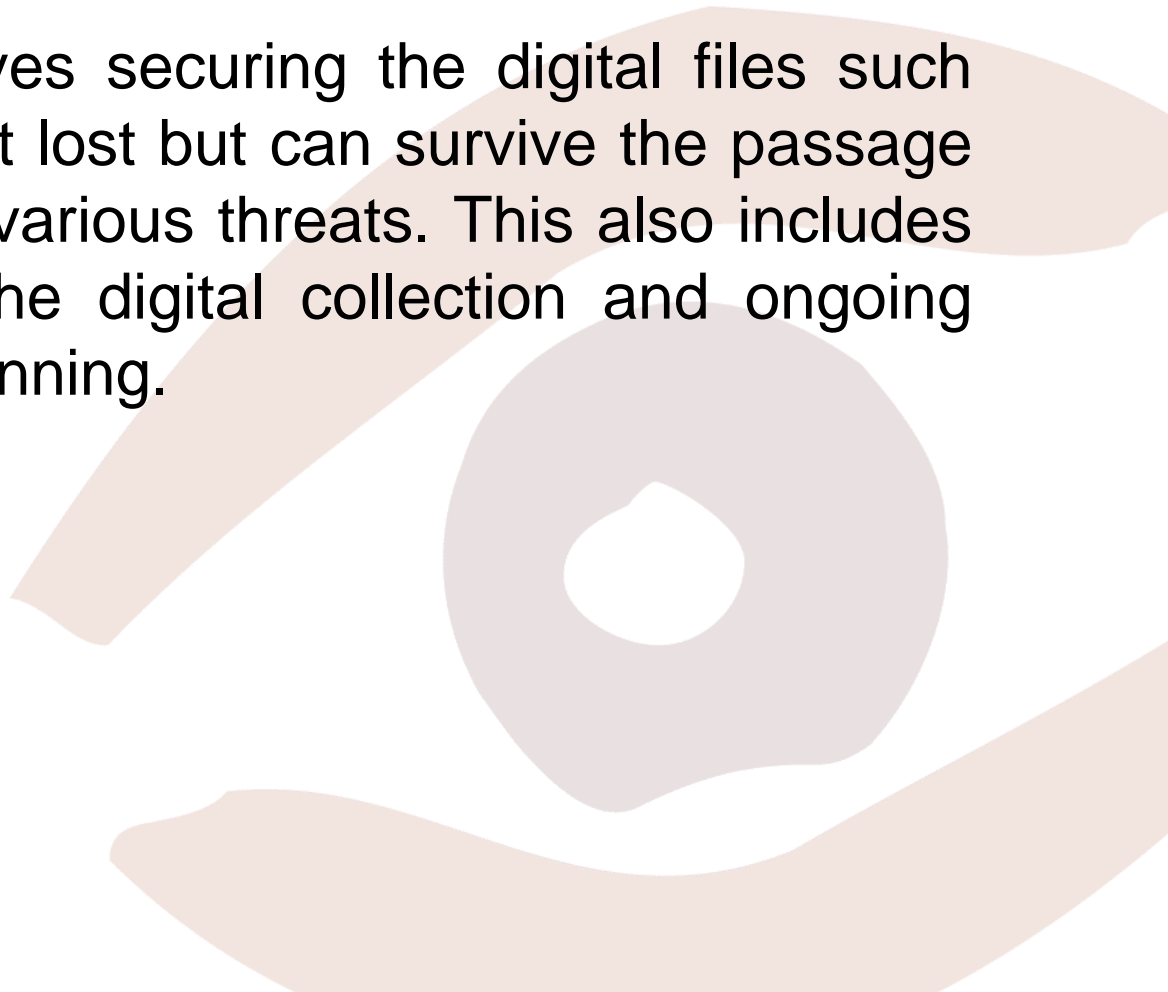 ves securing the digital files such
t lost but can survive the passage
various threats. This also includes
he digital collection and ongoing
nning.